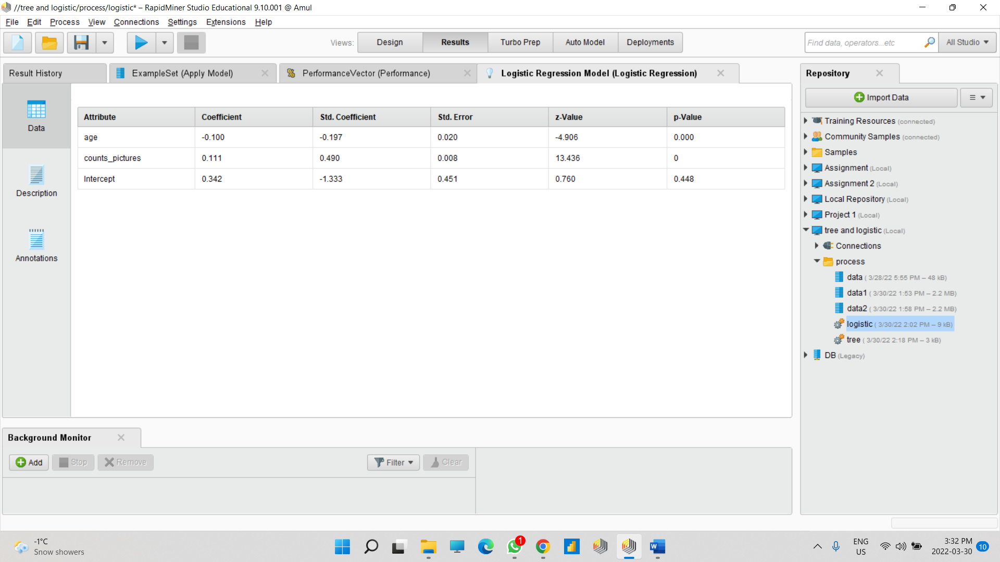 //tree and logistic/process/logistic* – RapidMiner Studio Educational 9.10.001 @ Amul
File Edit Process View Connections Settings Extensions Help
Views: Design Results Turbo Prep Auto Model Deployments
Find data, operators...etc All Studio
Result History ExampleSet (Apply Model) PerformanceVector (Performance) Logistic Regression Model (Logistic Regression)
Data
Description
Annotations
Attribute Coefficient Std. Coefficient Std. Error z-Value p-Value
age -0.100 -0.197 0.020 -4.906 0.000
counts_pictures 0.111 0.490 0.008 13.436 0
Intercept 0.342 -1.333 0.451 0.760 0.448
Repository
Import Data
Training Resources (connected)
Community Samples (connected)
Samples
Assignment (Local)
Assignment 2 (Local)
Local Repository (Local)
Project 1 (Local)
tree and logistic (Local)
Connections
process
data ( 3/28/22 5:55 PM – 48 kB)
data1 ( 3/30/22 1:53 PM – 2.2 MB)
data2 ( 3/30/22 1:58 PM – 2.2 MB)
logistic ( 3/30/22 2:02 PM – 9 kB)
tree ( 3/30/22 2:18 PM – 3 kB)
DB (Legacy)
Background Monitor
Add Stop Remove Filter Clear
-1°C
Snow showers
1
W
ENG
US
3:32 PM
2022-03-30
10